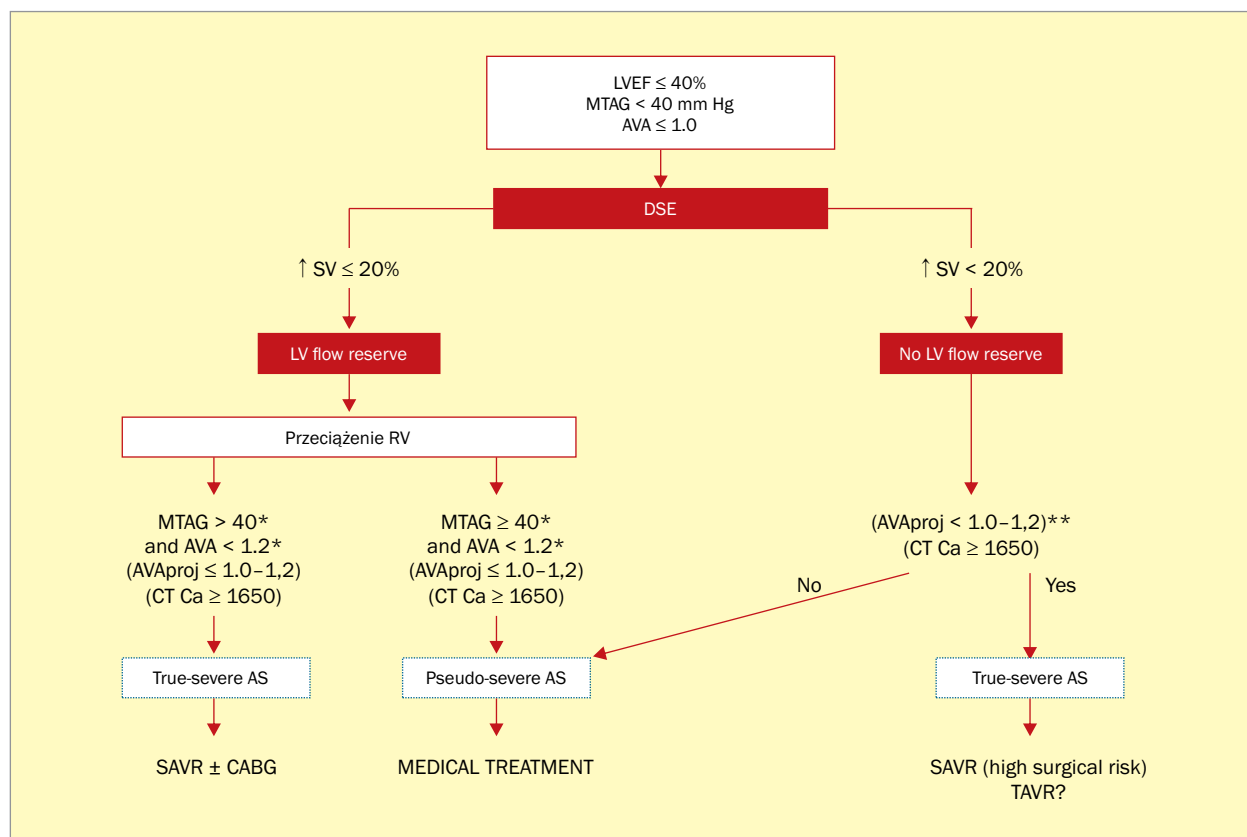 LVEF ≤ 40%
MTAG < 40 mm Hg
AVA ≤ 1.0
DSE
↑ SV ≤ 20%
↑ SV < 20%
LV flow reserve
No LV flow reserve
Przeciążenie RV
MTAG > 40*
and AVA < 1.2*
(AVAproj ≤ 1.0–1,2)
(CT Ca ≥ 1650)
MTAG ≥ 40*
and AVA < 1.2*
(AVAproj ≤ 1.0–1,2)
(CT Ca ≥ 1650)
(AVAproj < 1.0–1,2)**
(CT Ca ≥ 1650)
No
Yes
True-severe AS
Pseudo-severe AS
True-severe AS
SAVR ± CABG
MEDICAL TREATMENT
SAVR (high surgical risk)
TAVR?